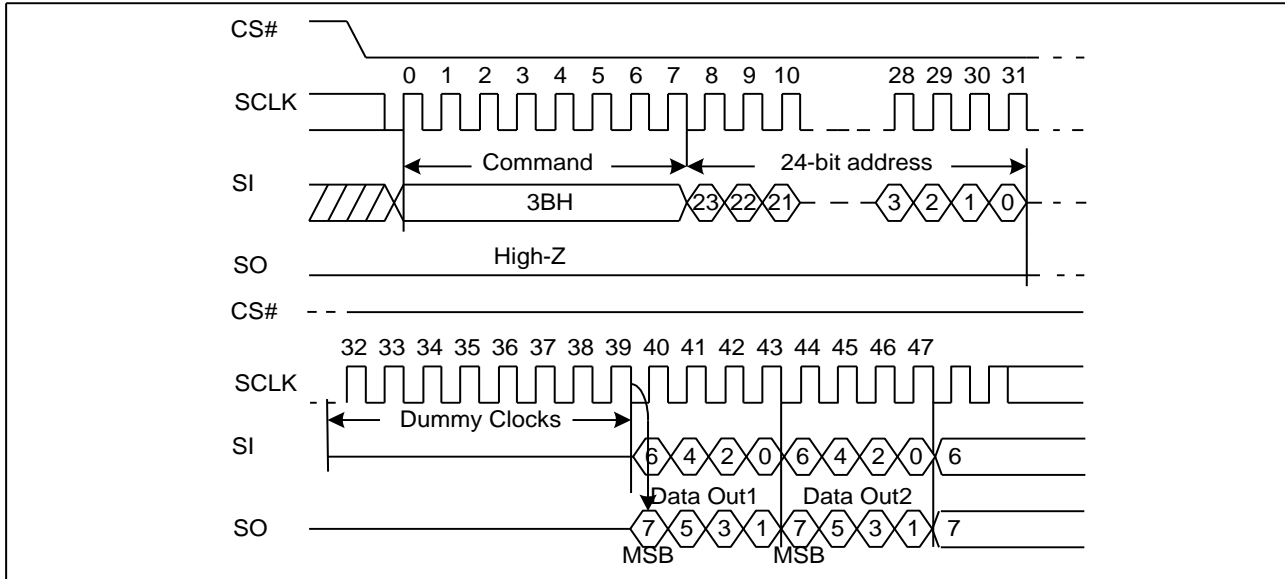 CS#
0 1 2 3 4 5 6 7 8 9 10 28 29 30 31
SCLK
Command 24-bit address
SI
3BH 23 22 21 3 2 1 0
High-Z
SO
CS#
32 33 34 35 36 37 38 39 40 41 42 43 44 45 46 47
SCLK
Dummy Clocks
SI
6 4 2 0 6 4 2 0 6
Data Out1 Data Out2
SO
7 5 3 1 7 5 3 1 7
MSB MSB